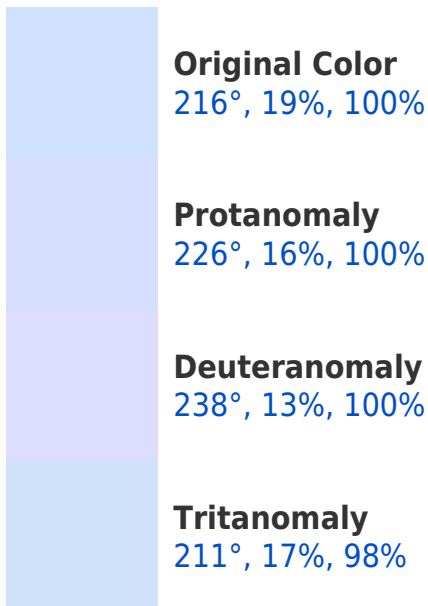 Original Color
216°, 19%, 100%
Protanomaly
226°, 16%, 100%
Deuteranomaly
238°, 13%, 100%
Tritanomaly
211°, 17%, 98%